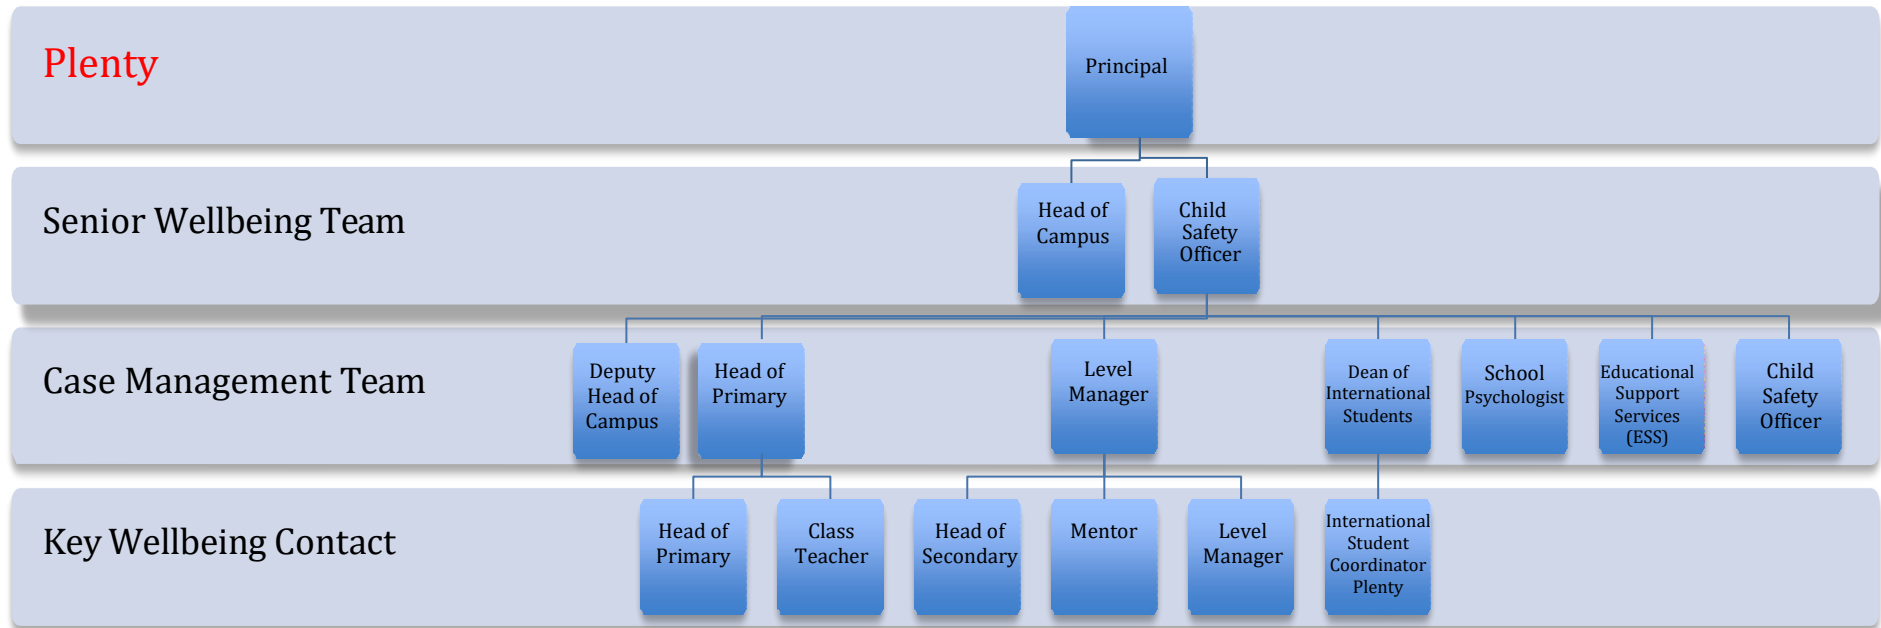 Plenty
Principal
Senior Wellbeing Team
Head of
Campus
Child
Safety
Officer
Case Management Team
Deputy
Head of
Campus
Head of
Primary
Level
Manager
Dean of
International
Students
School
Psychologist
Educational
Support
Services
(ESS)
Child
Safety
Officer
Key Wellbeing Contact
Head of
Primary
Class
Teacher
Head of
Secondary
Mentor
Level
Manager
International
Student
Coordinator
Plenty